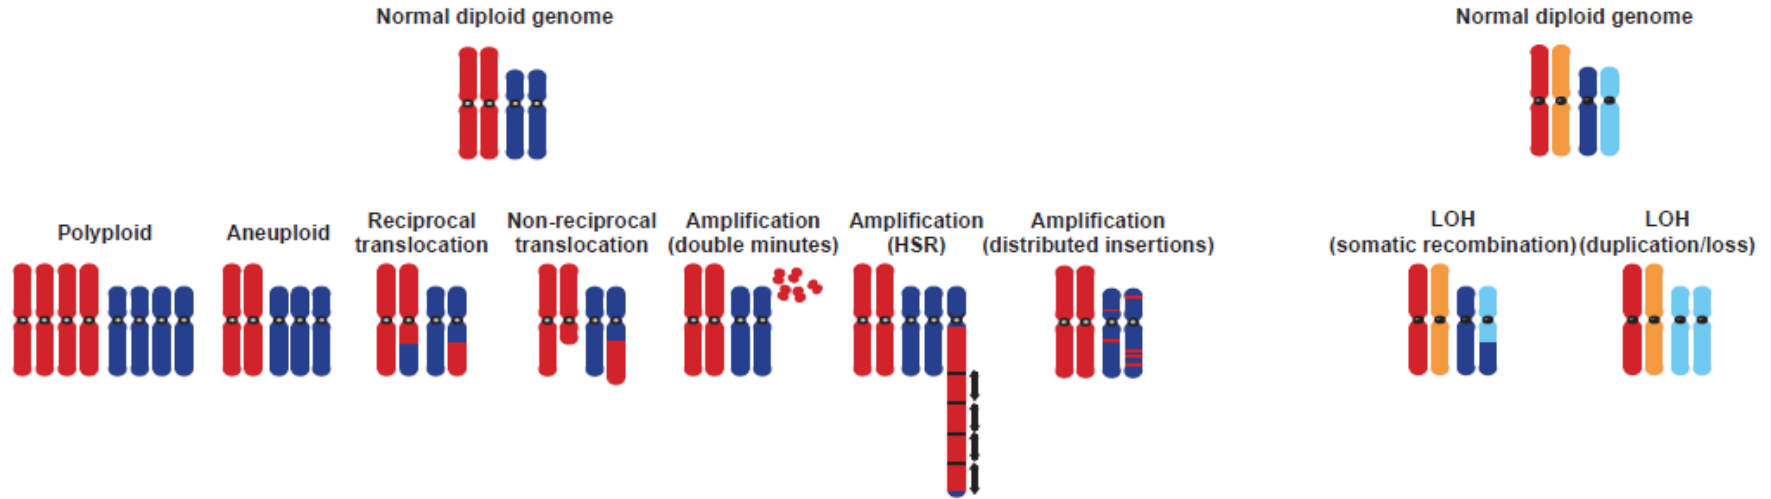 Normal diploid genome
Normal diploid genome
Polyploid
Aneuploid
Reciprocal
translocation
Non-reciprocal
translocation
Amplification
(double minutes)
Amplification
(HSR)
Amplification
(distributed insertions)
LOH
(somatic recombination)
LOH
(duplication/loss)